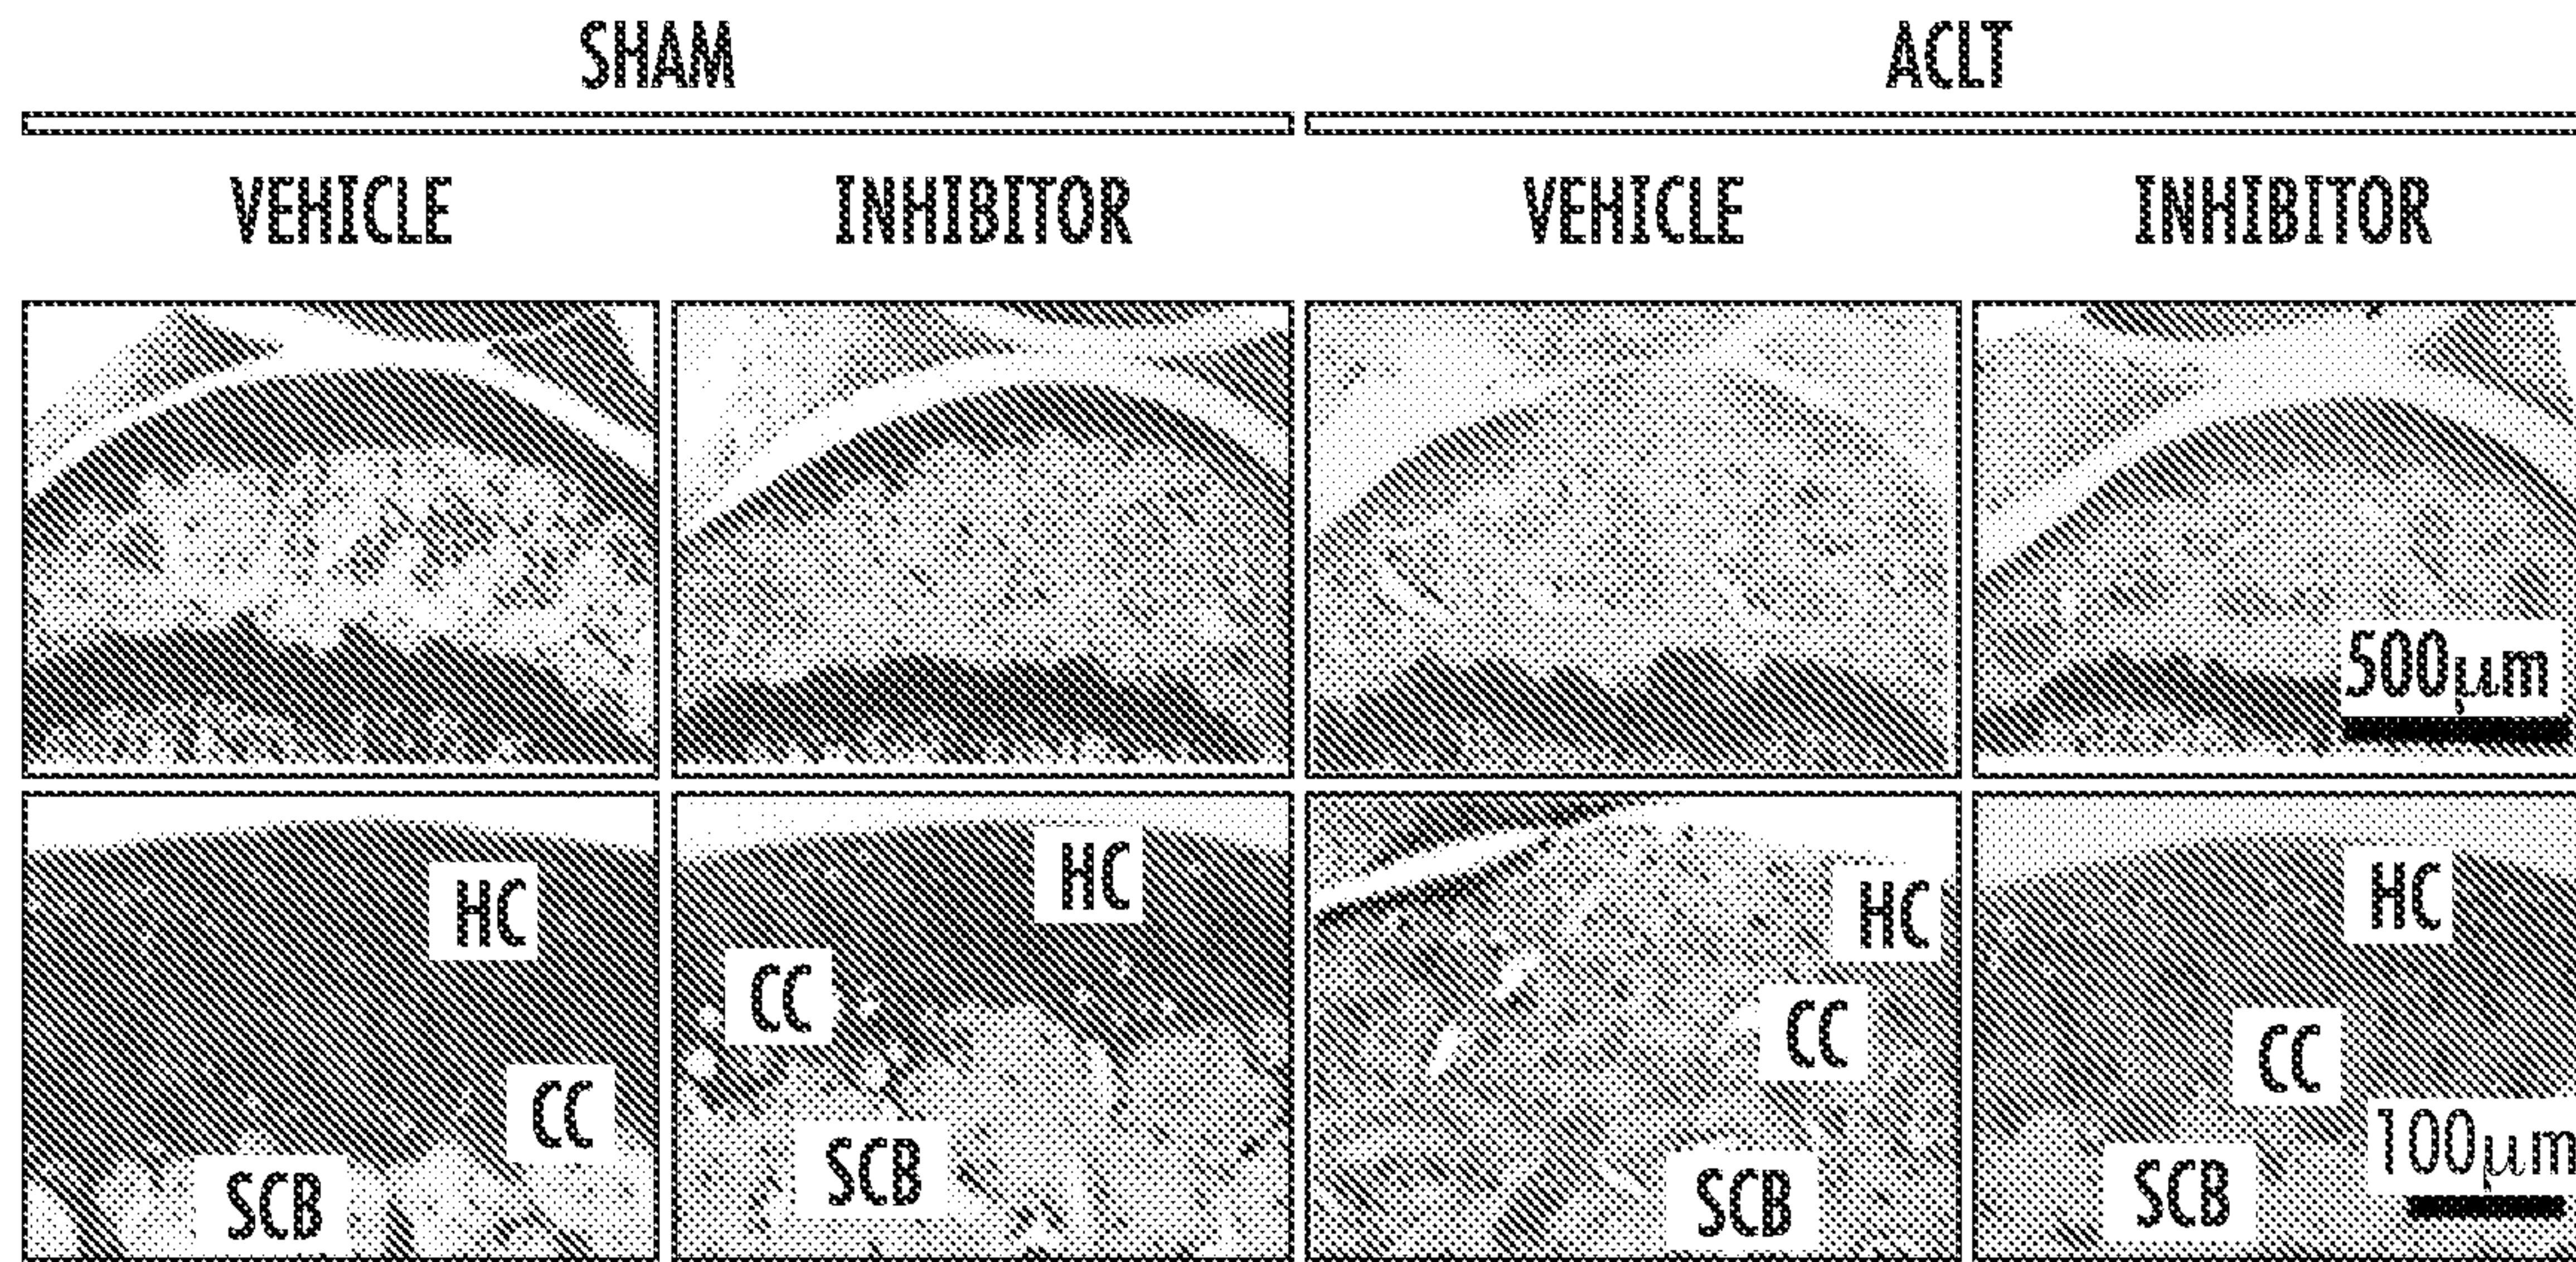 SHAM ACLT
VEHICLE INHIBITOR VEHICLE INHIBITOR
500μm
HC HC HC HC
CC CC CC CC
100μm
SCB SCB SCB SCB